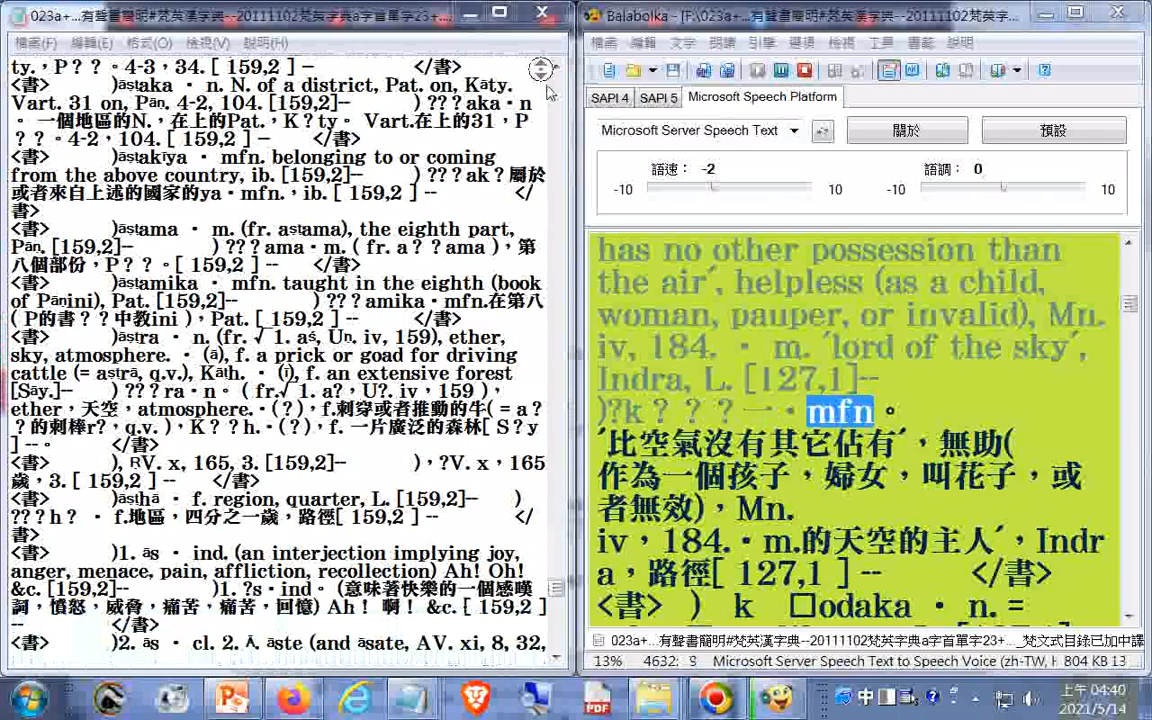 有聲書簡明#梵英漢字典--20111102梵英字典a字首單字23+...
檔案(F) 編輯(E) 格式(O) 檢視(V) 說明(H)
ty.，P？？。4-3，34. [ 159,2 ] -- </書>
<書> )āṣṭaka · n. N. of a district, Pat. on, Kāty.
Vart. 31 on, Pāṇ. 4-2, 104. [159,2]-- ) ???aka·n
。 一個地區的N.，在上的Pat.，K？ty。 Vart.在上的31，P
？？。4-2，104. [ 159,2 ] -- </書>
<書> )āṣṭakīya · mfn. belonging to or coming
from the above country, ib. [159,2]-- ) ???ak？屬於
或者來自上述的國家的ya·mfn.，ib. [ 159,2 ] -- </
書>
<書> )āṣṭama · m. (fr. aṣṭama), the eighth part,
Pāṇ. [159,2]-- ) ???ama·m. ( fr. a？？ama )，第
八個部份，P？？。[ 159,2 ] -- </書>
<書> )āṣṭamika · mfn. taught in the eighth (book
of Pāṇini), Pat. [159,2]-- ) ???amika·mfn.在第八
( P的書？？中教ini )，Pat. [ 159,2 ] -- </書>
<書> )āṣṭra · n. (fr. √ 1. aś, Uṇ. iv, 159), ether,
sky, atmosphere. · (ā), f. a prick or goad for driving
cattle (= aṣṭrā, q.v.), Kāṭh. · (ī), f. an extensive forest
[Sāy.]-- ) ???ra·n。 ( fr.√ 1. a?，U?. iv，159 )，
ether，天空，atmosphere.·(？)，f.刺穿或者推動的牛( = a？
？的刺棒r?，q.v.)，K？？h.·(？)，f. 一片廣泛的森林[ S？y
] --。 </書>
<書> ), ṚV. x, 165, 3. [159,2]-- )，?V. x，165
歲，3. [ 159,2 ] -- </書>
<書> )āṣṭhā · f. region, quarter, L. [159,2]-- )
???h？ · f.地區，四分之一歲，路徑[ 159,2 ] -- </
書>
<書> )1. ās · ind. (an interjection implying joy,
anger, menace, pain, affliction, recollection) Ah! Oh!
&c. [159,2]-- )1. ?s·ind。 (意味著快樂的一個感嘆
詞，憤怒，威脅，痛苦，痛苦，回憶) Ah！ 啊！ &c. [ 159,2 ]
-- </書>
<書> )2. ās · cl. 2. Ā. āste (and āsate, AV. xi, 8, 32,
Balabolka - [F:\023a+...有聲書簡明#梵英漢字典--20111102梵英字...
檔案 編輯 文字 朗讀 引擎 選項 檢視 工具 書籤 說明
SAPI 4 SAPI 5 Microsoft Speech Platform
Microsoft Server Speech Text 關於 預設
語速： -2 語調： 0
-10 10 -10 10
has no other possession than
the air', helpless (as a child,
woman, pauper, or invalid), Mn.
iv, 184. · m. 'lord of the sky',
Indra, L. [127,1]--
)?k？？？一·mfn。
'比空氣沒有其它佔有'，無助(
作為一個孩子，婦女，叫花子，或
者無效)，Mn.
iv，184.·m.的天空的主人'，Indr
a，路徑[ 127,1 ] -- </書>
<書> ) k □odaka · n. =
023a+...有聲書簡明#梵英漢字典--20111102梵英字典a字首單字23+..._梵文式目錄已加中譯
13% 4632: 9 Microsoft Server Speech Text to Speech Voice (zh-TW, H 804 KB 13
中
上午 04:40
2021/5/14